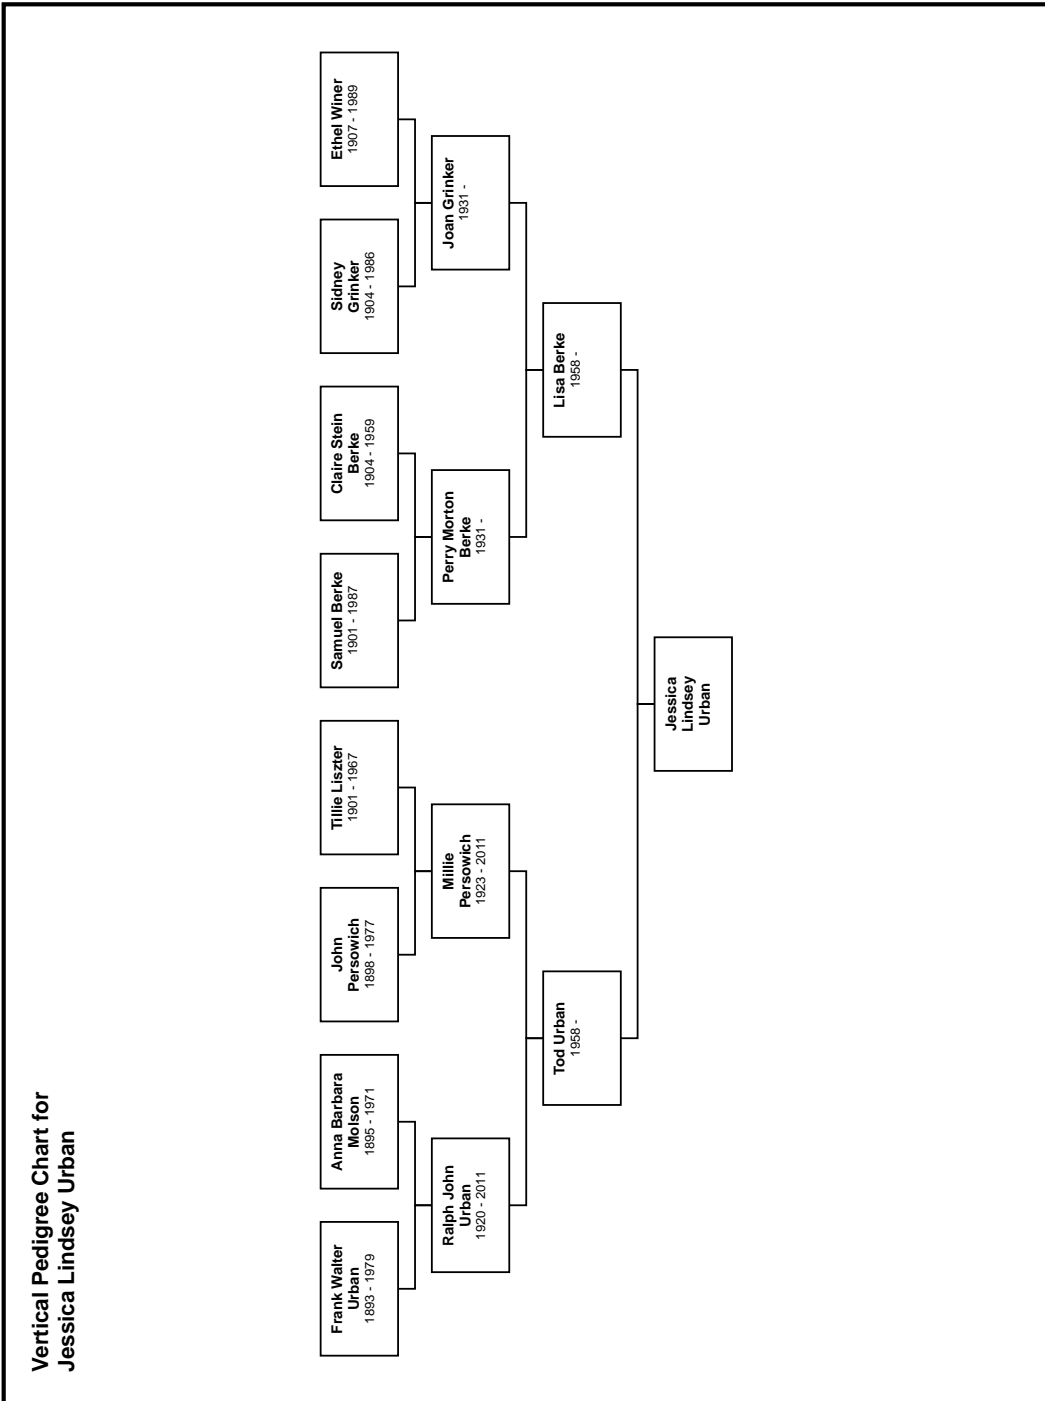 Vertical Pedigree Chart for
Jessica Lindsey Urban
Frank Walter
Urban
1893 - 1979
Anna Barbara
Molson
1895 - 1971
John
Persowich
1898 - 1977
Tillie Liszter
1901 - 1967
Samuel Berke
1901 - 1987
Claire Stein
Berke
1904 - 1959
Sidney
Grinker
1904 - 1986
Ethel Winer
1907 - 1989
Ralph John
Urban
1920 - 2011
Millie
Persowich
1923 - 2011
Perry Morton
Berke
1931 -
Joan Grinker
1931 -
Tod Urban
1958 -
Lisa Berke
1958 -
Jessica
Lindsey
Urban